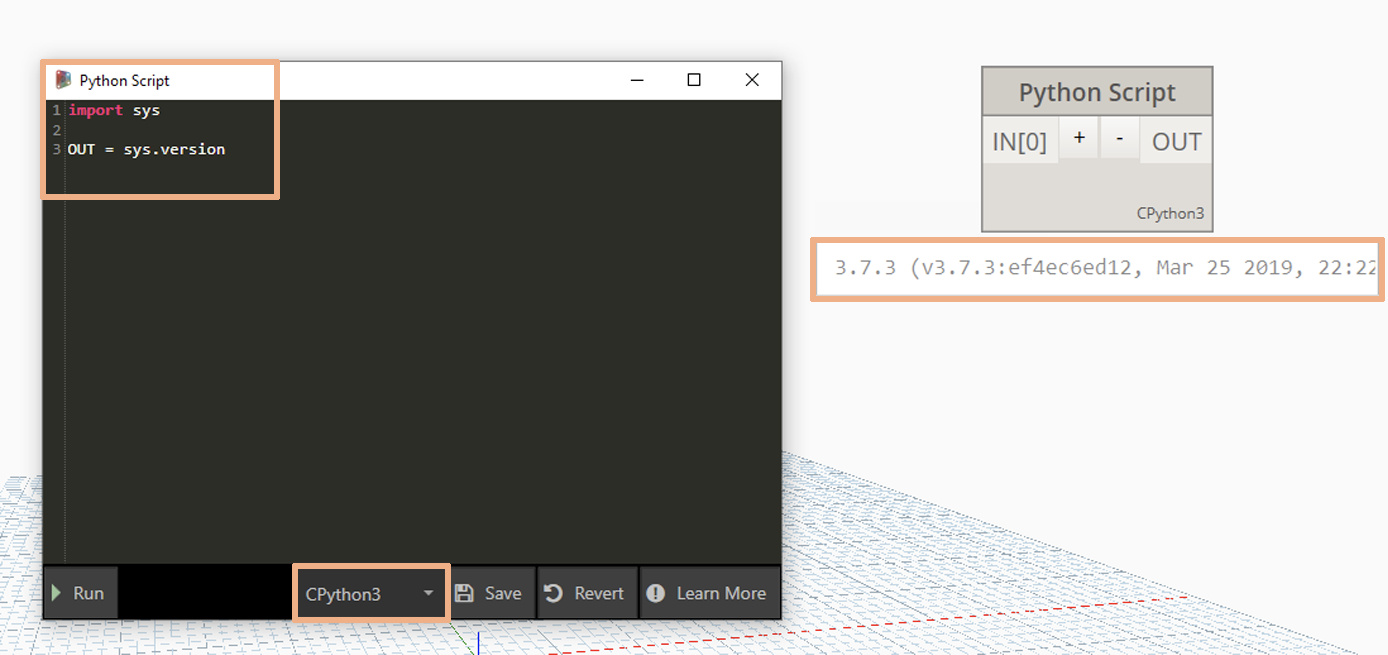 Python Script
1 import sys
2
3 OUT = sys.version
Run
CPython3
Save
Revert
Learn More
Python Script
IN[0] + - OUT
CPython3
3.7.3 (v3.7.3:ef4ec6ed12, Mar 25 2019, 22:22